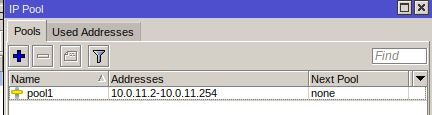 IP Pool
Pools Used Addresses
Find
Name Addresses Next Pool
pool1 10.0.11.2-10.0.11.254 none